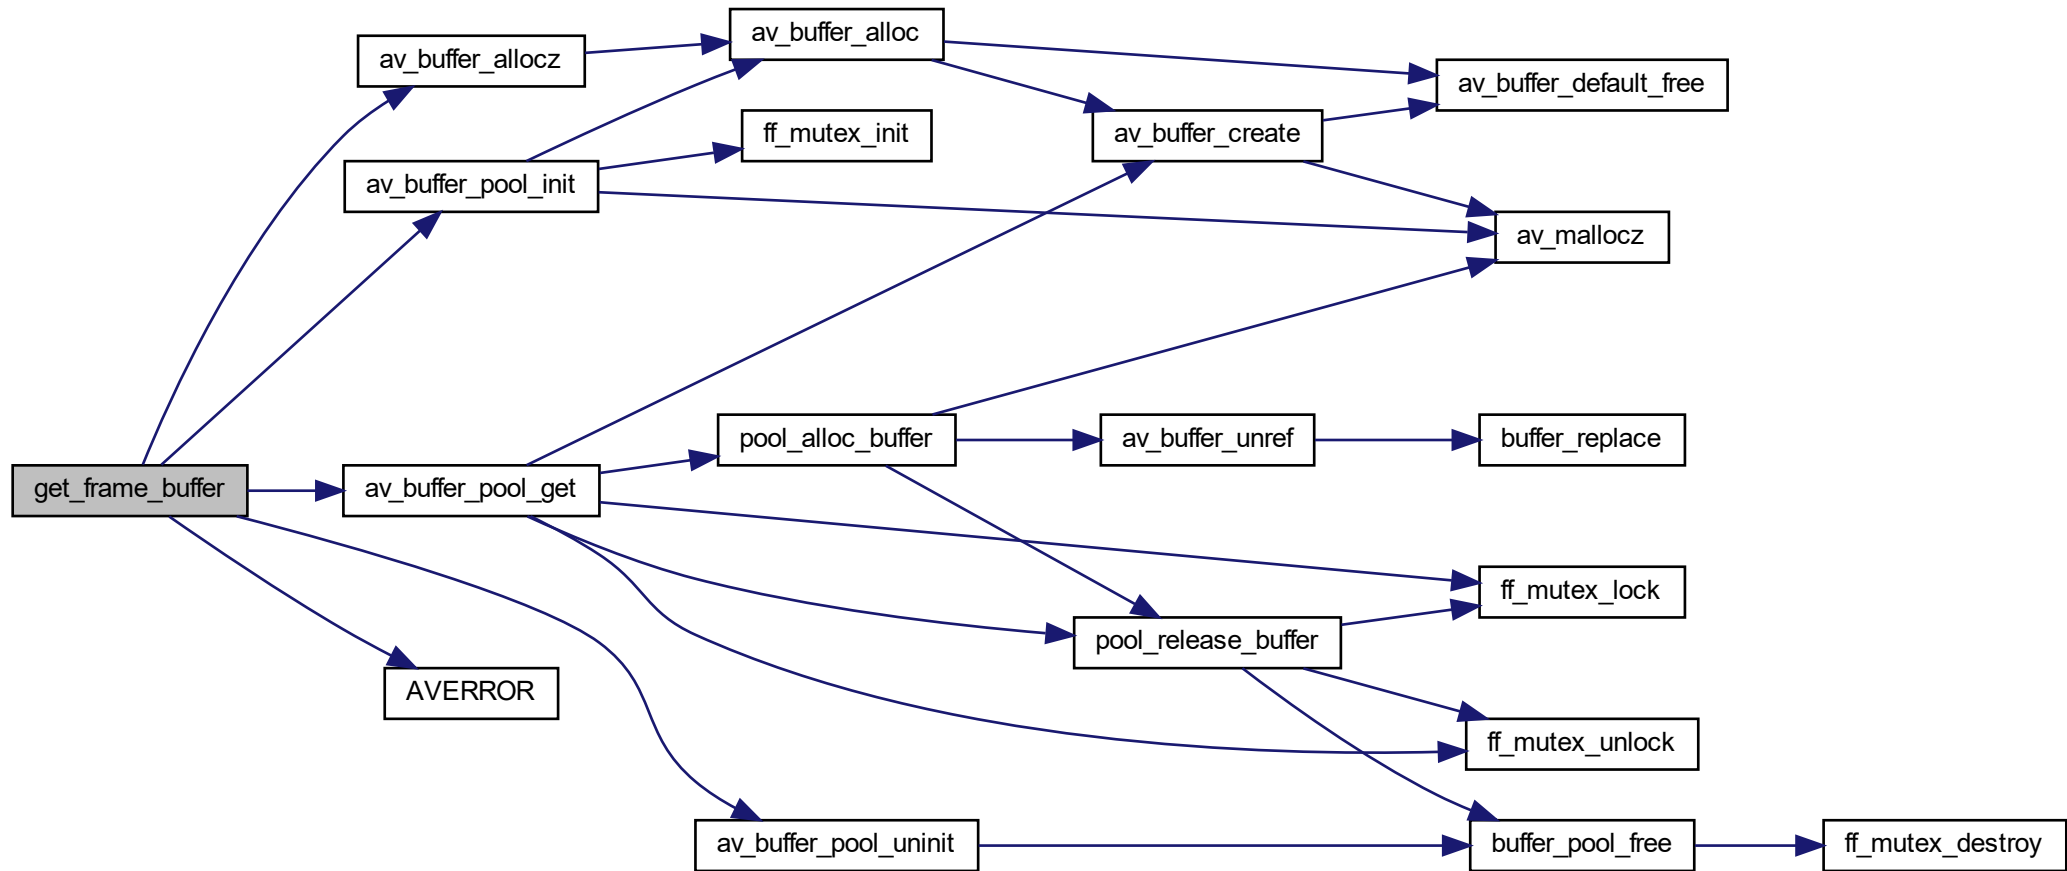 av_buffer_alloc
av_buffer_allocz
av_buffer_default_free
ff_mutex_init
av_buffer_create
av_buffer_pool_init
av_mallocz
pool_alloc_buffer
av_buffer_unref
buffer_replace
get_frame_buffer
av_buffer_pool_get
ff_mutex_lock
pool_release_buffer
AVERROR
ff_mutex_unlock
av_buffer_pool_uninit
buffer_pool_free
ff_mutex_destroy